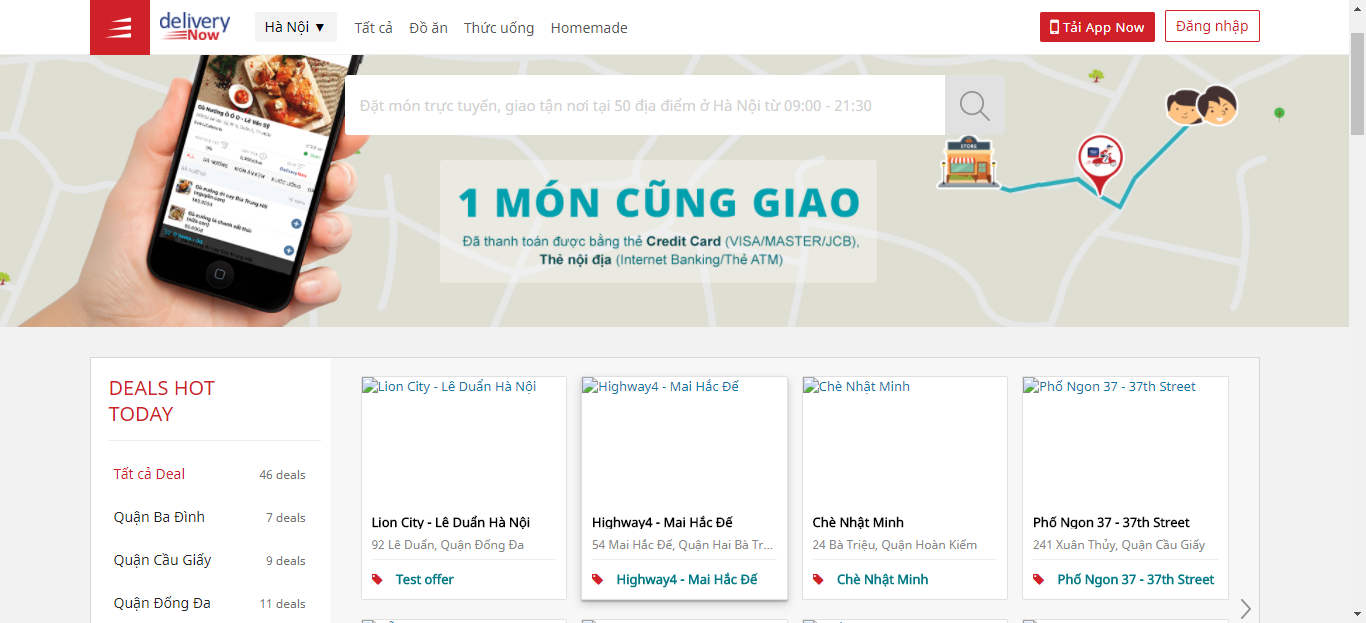 delivery
Now
Hà Nội ▼
Tất cả
Đồ ăn
Thức uống
Homemade
Tải App Now
Đăng nhập
Đặt món trực tuyến, giao tận nơi tại 50 địa điểm ở Hà Nội từ 09:00 - 21:30
STORE
1 MÓN CŨNG GIAO
Đã thanh toán được bằng thẻ Credit Card (VISA/MASTER/JCB),
Thẻ nội địa (Internet Banking/Thẻ ATM)
DEALS HOT
TODAY
Tất cả Deal 46 deals
Quận Ba Đình 7 deals
Quận Cầu Giấy 9 deals
Quận Đống Đa 11 deals
Lion City - Lê Duẩn Hà Nội
Lion City - Lê Duẩn Hà Nội
92 Lê Duẩn, Quận Đống Đa
Test offer
Highway4 - Mai Hắc Đế
Highway4 - Mai Hắc Đế
54 Mai Hắc Đế, Quận Hai Bà Tr...
Highway4 - Mai Hắc Đế
Chè Nhật Minh
Chè Nhật Minh
24 Bà Triệu, Quận Hoàn Kiếm
Chè Nhật Minh
Phố Ngon 37 - 37th Street
Phố Ngon 37 - 37th Street
241 Xuân Thủy, Quận Cầu Giấy
Phố Ngon 37 - 37th Street